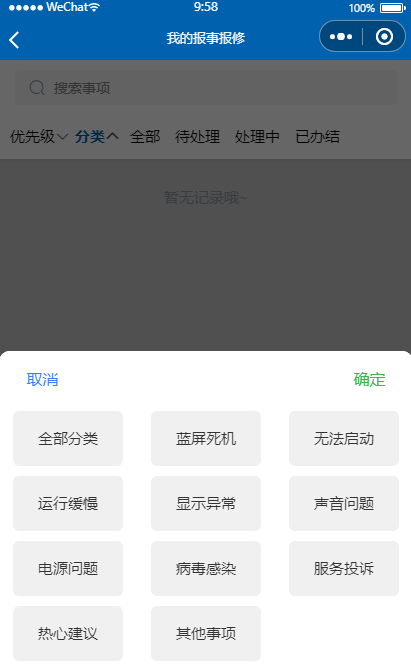 WeChat 9:58 100%
我的报事报修
搜索事项
优先级 分类 全部 待处理 处理中 已办结
暂无记录哦~
取消 确定
全部分类 蓝屏死机 无法启动
运行缓慢 显示异常 声音问题
电源问题 病毒感染 服务投诉
热心建议 其他事项